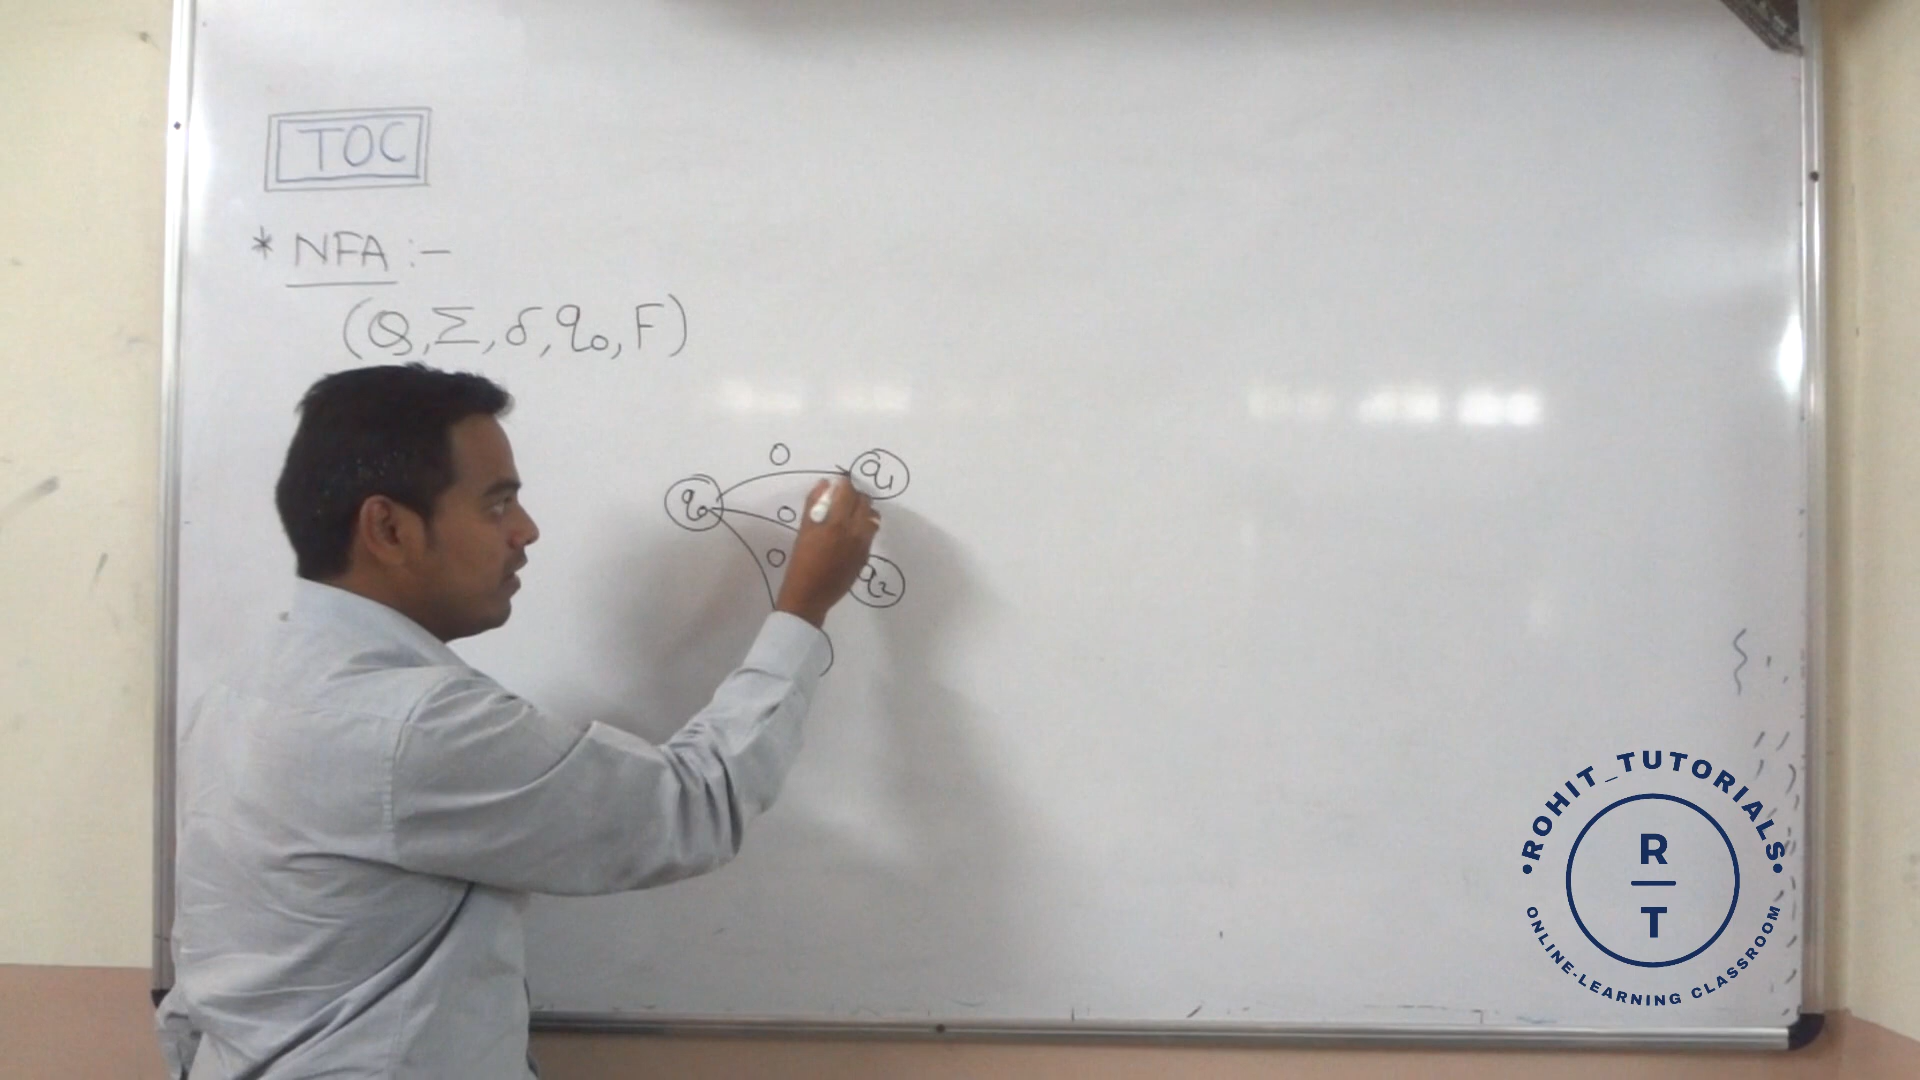 TOC
* NFA :-
(Q, Σ, δ, q₀, F)
0
q₁
q₀
0
0
q₂
•ROHIT_TUTORIALS•
R
T
ONLINE-LEARNING CLASSROOM